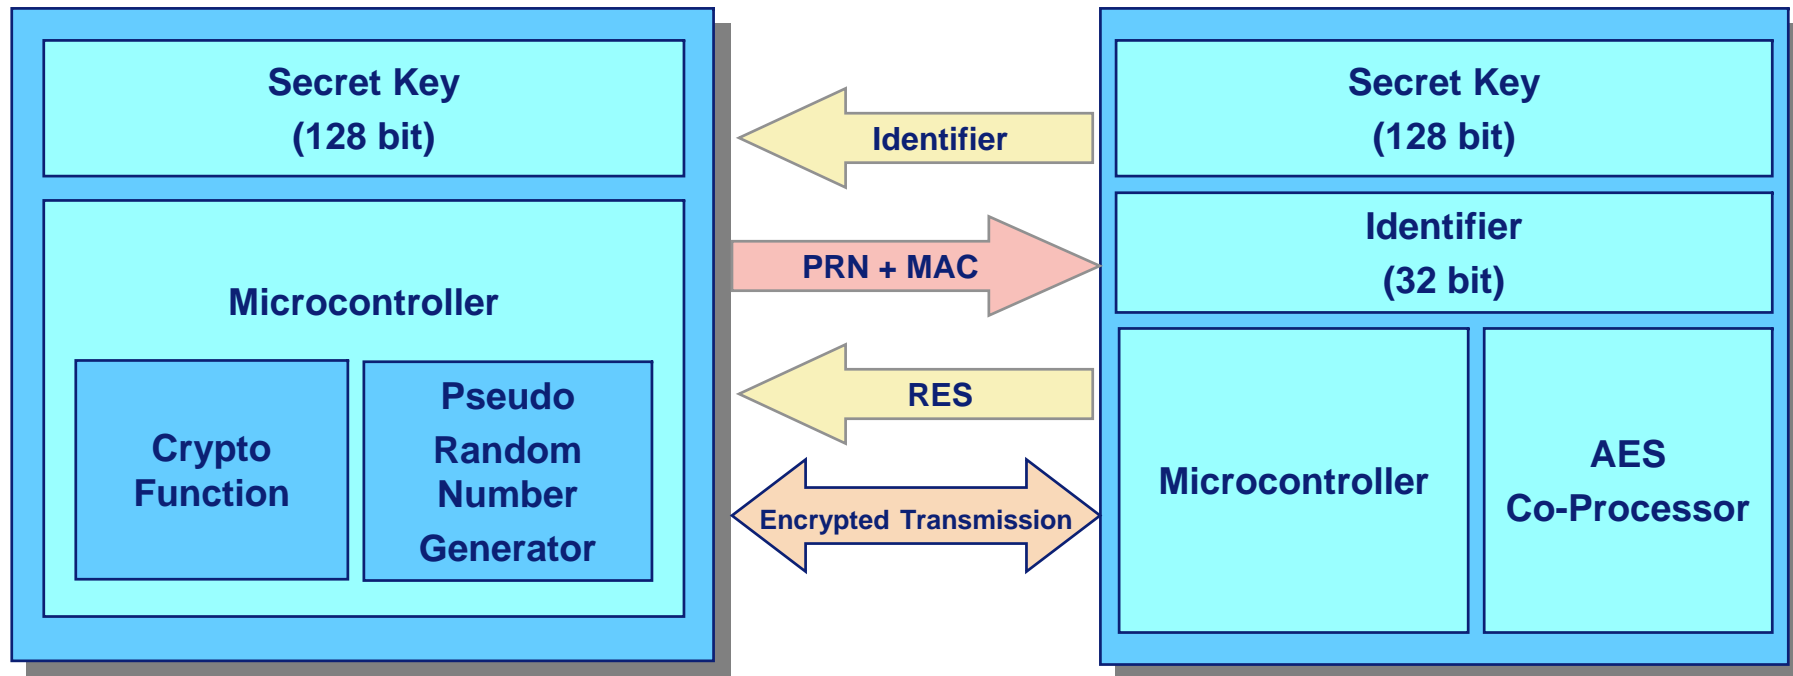 Secret Key
(128 bit)
Microcontroller
Crypto
Function
Pseudo
Random
Number
Generator
Identifier
PRN + MAC
RES
Encrypted Transmission
Secret Key
(128 bit)
Identifier
(32 bit)
Microcontroller
AES
Co-Processor